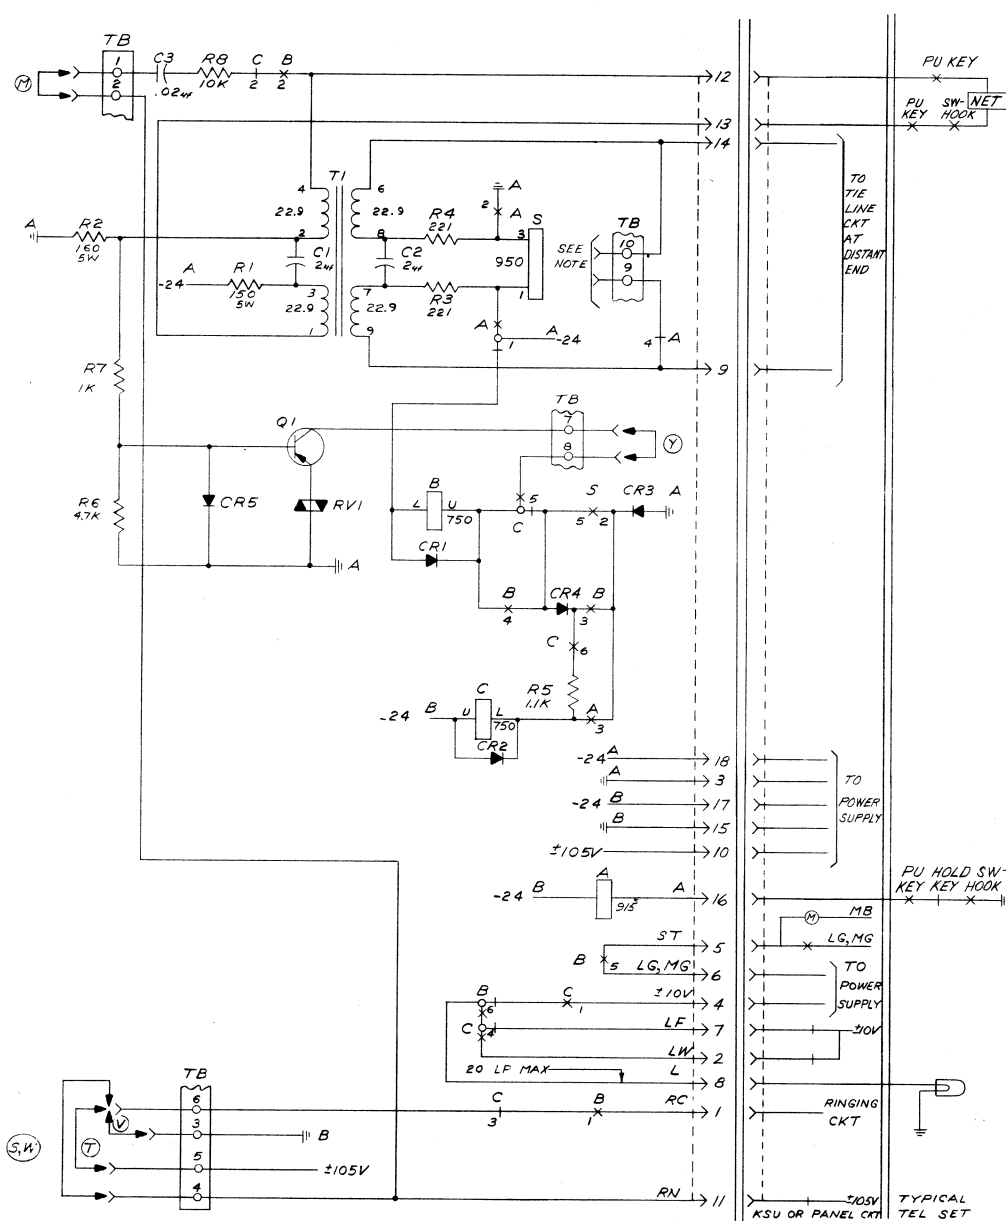 TB
1
2
M
C3
.02uf
R8
10K
C
2
B
2
12
PU KEY
NET
PU
KEY
SW-
HOOK
13
14
T1
4
22.9
2
6
22.9
8
3
22.9
1
7
22.9
9
A
R2
160
5W
C1
2uf
C2
2uf
A
-24
R1
150
5W
R4
221
R3
221
A
2
A
S
3
950
1
SEE
NOTE
TB
10
9
A
1
A
-24
4
A
9
TO
TIE
LINE
CKT
AT
DISTANT
END
R7
1K
Q1
TB
7
8
Y
R6
4.7K
CR5
RV1
A
B
L
U
750
5
C
S
5
2
CR3
A
CR1
B
4
CR4
B
3
C
6
R5
1.1K
-24
B
C
U
L
750
CR2
A
3
-24
A
18
A
3
-24
B
17
B
15
±105V
10
TO
POWER
SUPPLY
-24
B
A
915
A
16
PU HOLD SW-
KEY KEY HOOK
M
MB
LG,MG
ST
5
B
5
LG,MG
6
B
6
C
1
±10V
4
TO
POWER
SUPPLY
C
4
LF
7
±10V
LW
2
20 LP MAX
L
8
TB
6
3
5
4
V
T
S,W
B
±105V
C
3
B
1
RC
1
RINGING
CKT
RN
11
±105V
KSU OR PANEL CKT
TYPICAL
TEL SET